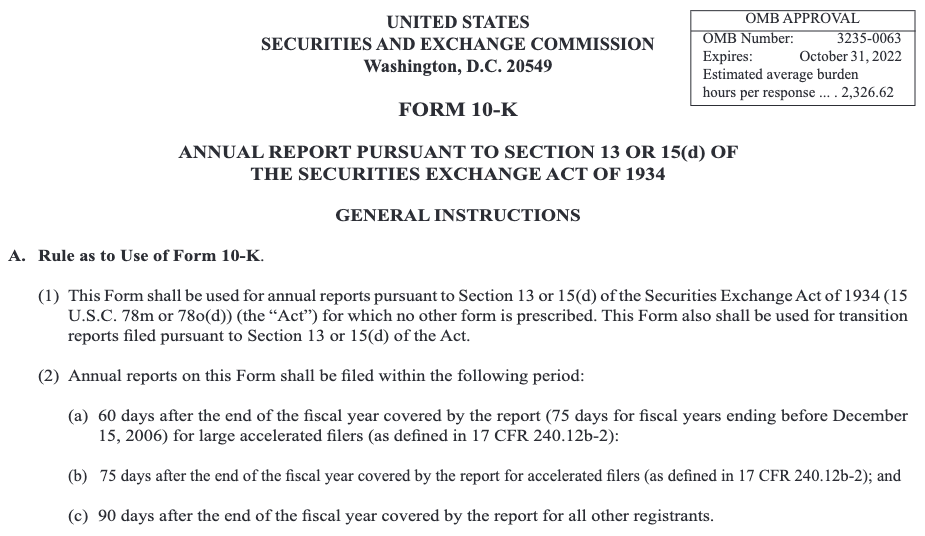 UNITED STATES
SECURITIES AND EXCHANGE COMMISSION
Washington, D.C. 20549
OMB APPROVAL
OMB Number: 3235-0063
Expires: October 31, 2022
Estimated average burden
hours per response ... . 2,326.62
FORM 10-K
ANNUAL REPORT PURSUANT TO SECTION 13 OR 15(d) OF
THE SECURITIES EXCHANGE ACT OF 1934
GENERAL INSTRUCTIONS
A. Rule as to Use of Form 10-K.
(1) This Form shall be used for annual reports pursuant to Section 13 or 15(d) of the Securities Exchange Act of 1934 (15
U.S.C. 78m or 78o(d)) (the “Act”) for which no other form is prescribed. This Form also shall be used for transition
reports filed pursuant to Section 13 or 15(d) of the Act.
(2) Annual reports on this Form shall be filed within the following period:
(a) 60 days after the end of the fiscal year covered by the report (75 days for fiscal years ending before December
15, 2006) for large accelerated filers (as defined in 17 CFR 240.12b-2):
(b) 75 days after the end of the fiscal year covered by the report for accelerated filers (as defined in 17 CFR 240.12b-2); and
(c) 90 days after the end of the fiscal year covered by the report for all other registrants.